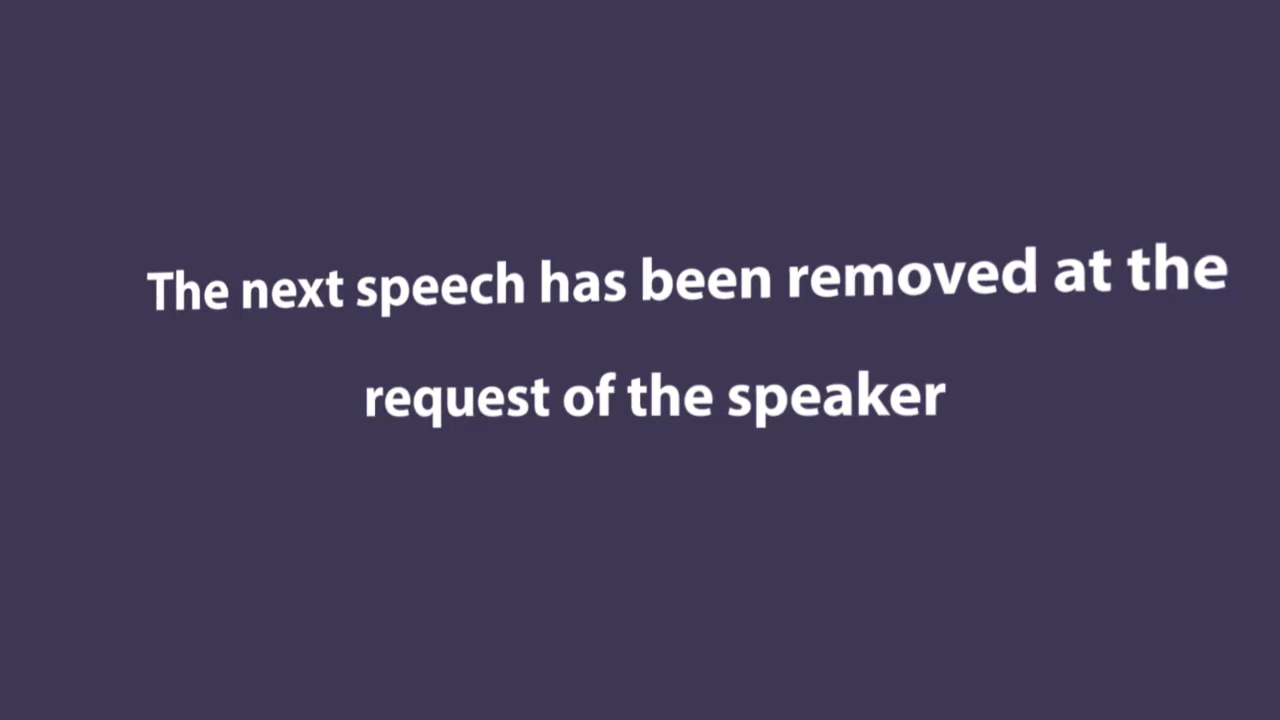 The next speech has been removed at the
request of the speaker